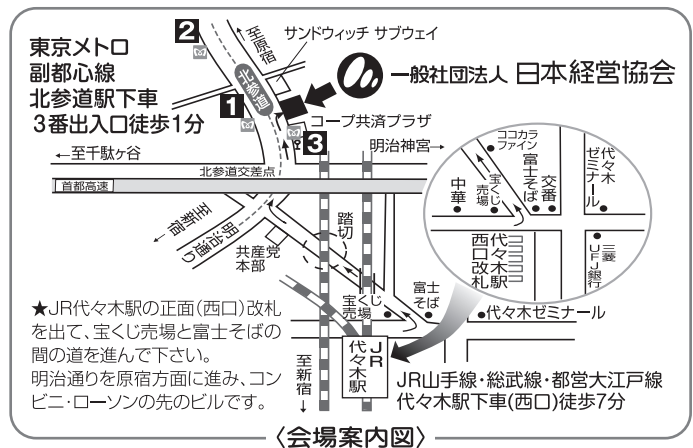 東京メトロ
副都心線
北参道駅下車
3番出入口徒歩1分
2
至原宿
サンドウィッチ サブウェイ
北参道
一般社団法人 日本経営協会
1
3
コープ共済プラザ
←至千駄ヶ谷
明治神宮→
北参道交差点
首都高速
至新宿
明治通り
共産党
本部
踏切
ココカラ
ファイン
中華
宝くじ
売場
富士そば
交番
代々木
ゼミナール
代々木駅
西口改札
三菱
UFJ銀行
宝くじ
売場
富士
そば
代々木ゼミナール
★JR代々木駅の正面(西口)改札
を出て、宝くじ売場と富士そばの
間の道を進んで下さい。
明治通りを原宿方面に進み、コン
ビニ・ローソンの先のビルです。
至新宿
↓
JR
代々木駅
JR山手線・総武線・都営大江戸線
代々木駅下車(西口)徒歩7分
〈会場案内図〉